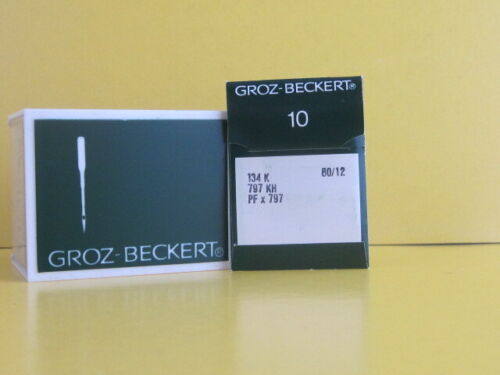 GROZ-BECKERT®
GROZ-BECKERT®
10
134 K 80/12
797 KH
PF x 797